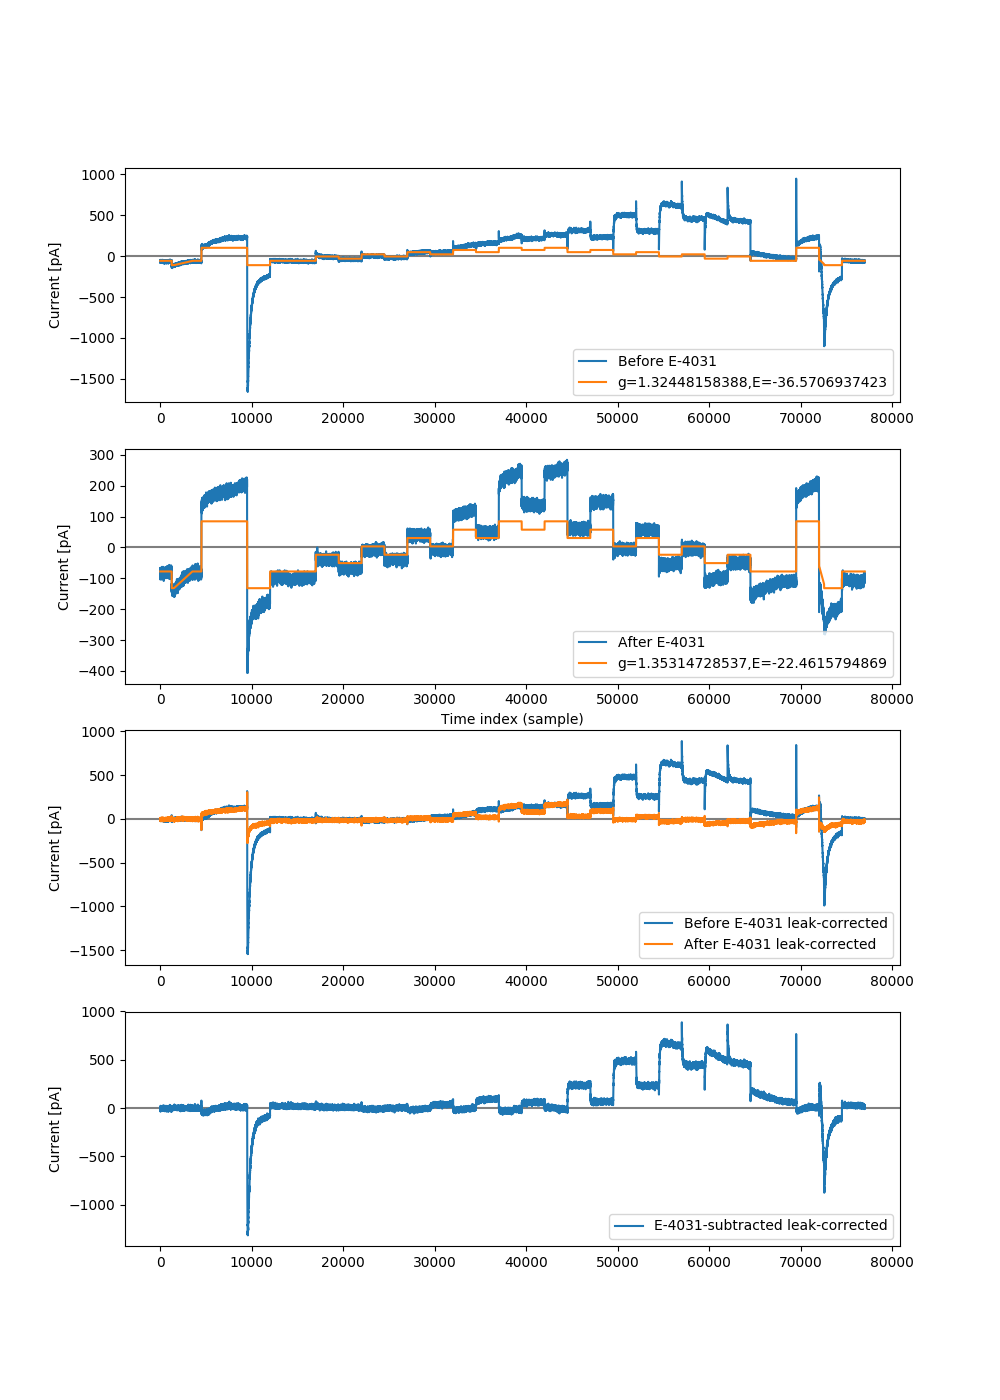 1000
500
0
−500
−1000
−1500
Current [pA]
Before E-4031
g=1.32448158388,E=-36.5706937423
0 10000 20000 30000 40000 50000 60000 70000 80000
300
200
100
0
−100
−200
−300
−400
Current [pA]
After E-4031
g=1.35314728537,E=-22.4615794869
0 10000 20000 30000 40000 50000 60000 70000 80000
Time index (sample)
1000
500
0
−500
−1000
−1500
Current [pA]
Before E-4031 leak-corrected
After E-4031 leak-corrected
0 10000 20000 30000 40000 50000 60000 70000 80000
1000
500
0
−500
−1000
Current [pA]
E-4031-subtracted leak-corrected
0 10000 20000 30000 40000 50000 60000 70000 80000